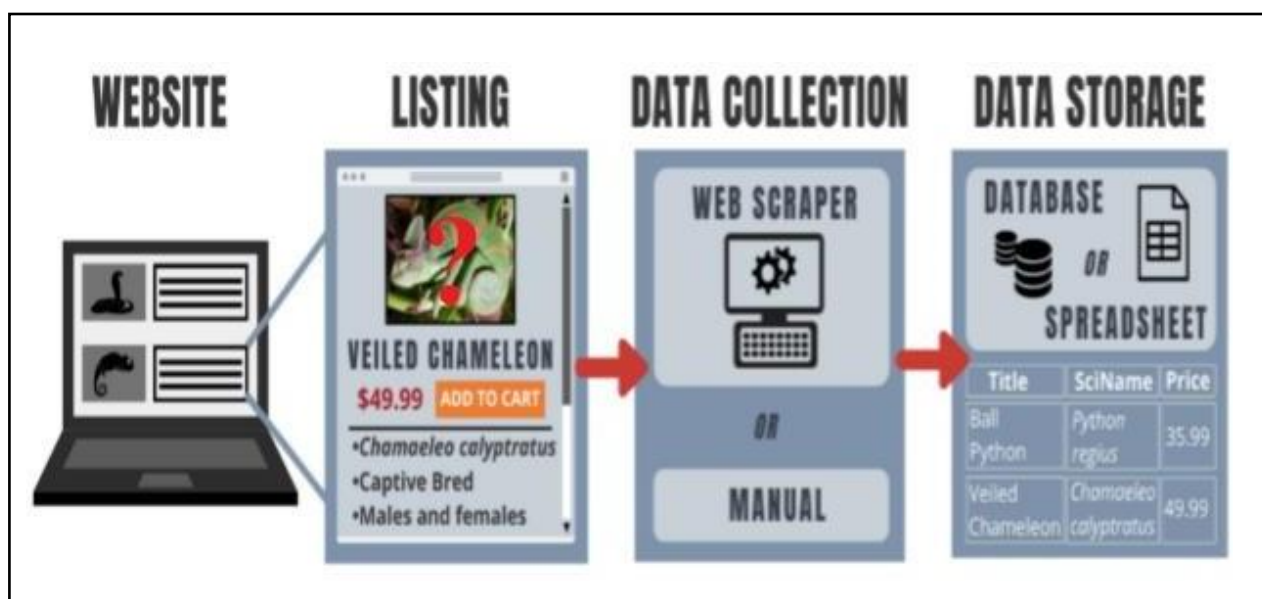 WEBSITE
LISTING
DATA COLLECTION
DATA STORAGE
?
VEILED CHAMELEON
$49.99 ADD TO CART
•Chamaeleo calyptratus
•Captive Bred
•Males and females
WEB SCRAPER
OR
MANUAL
DATABASE
OR
SPREADSHEET
Title SciName Price
Ball Python Python regius 35.99
Veiled Chameleon Chamaeleo calyptratus 49.99